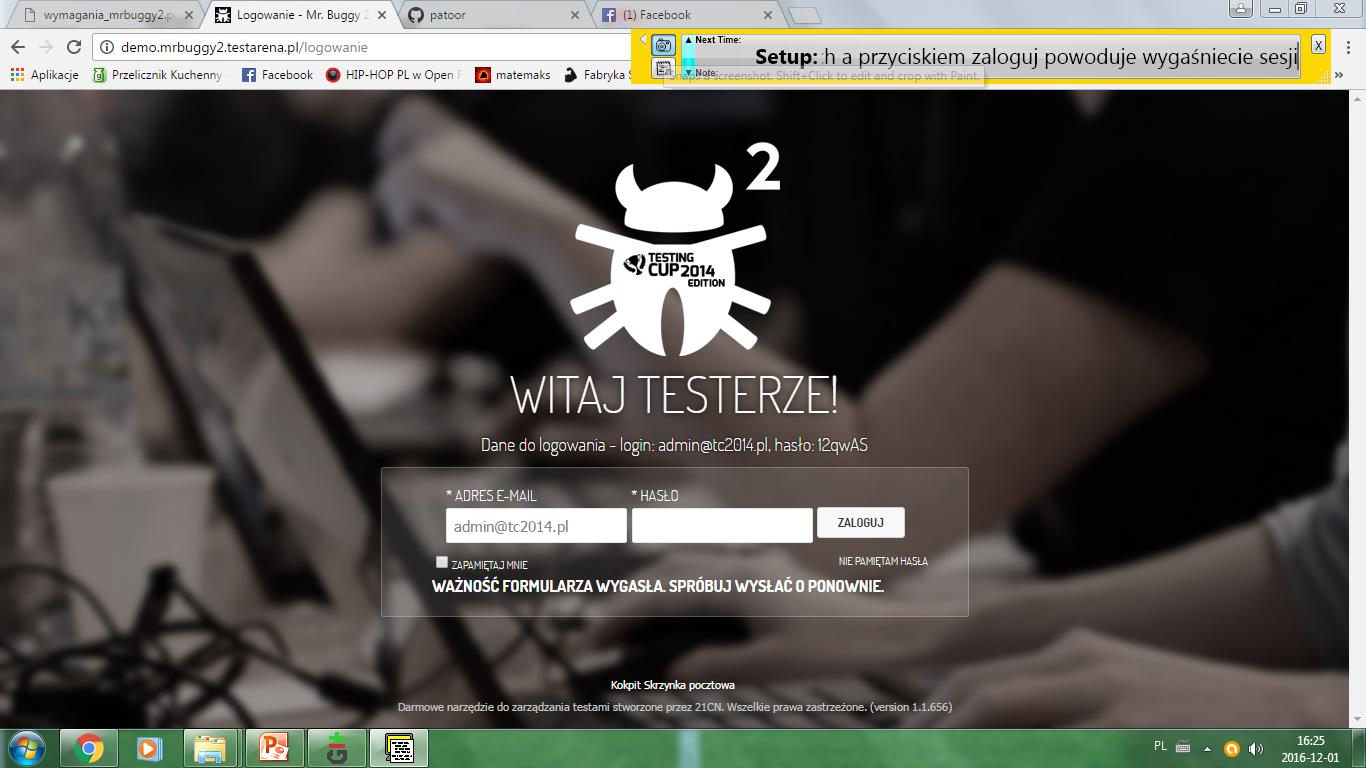 wymagania_mrbuggy2.p
Logowanie - Mr. Buggy 2
patoor
(1) Facebook
demo.mrbuggy2.testarena.pl/logowanie
Aplikacje
Przelicznik Kuchenny
Facebook
HIP-HOP PL w Open F
matemaks
Fabryka S
»
Next Time:
Setup: h a przyciskiem zaloguj powoduje wygaśniecie sesji
Note:
X
Snaps a screenshot. Shift+Click to edit and crop with Paint.
2
TESTING
CUP 2014
EDITION
WITAJ TESTERZE!
Dane do logowania - login: admin@tc2014.pl, hasło: 12qwAS
* ADRES E-MAIL
* HASŁO
admin@tc2014.pl
ZALOGUJ
ZAPAMIĘTAJ MNIE
NIE PAMIĘTAM HASŁA
WAŻNOŚĆ FORMULARZA WYGASŁA. SPRÓBUJ WYSŁAĆ O PONOWNIE.
Kokpit Skrzynka pocztowa
Darmowe narzędzie do zarządzania testami stworzone przez 21CN. Wszelkie prawa zastrzeżone. (version 1.1.656)
PL
16:25
2016-12-01